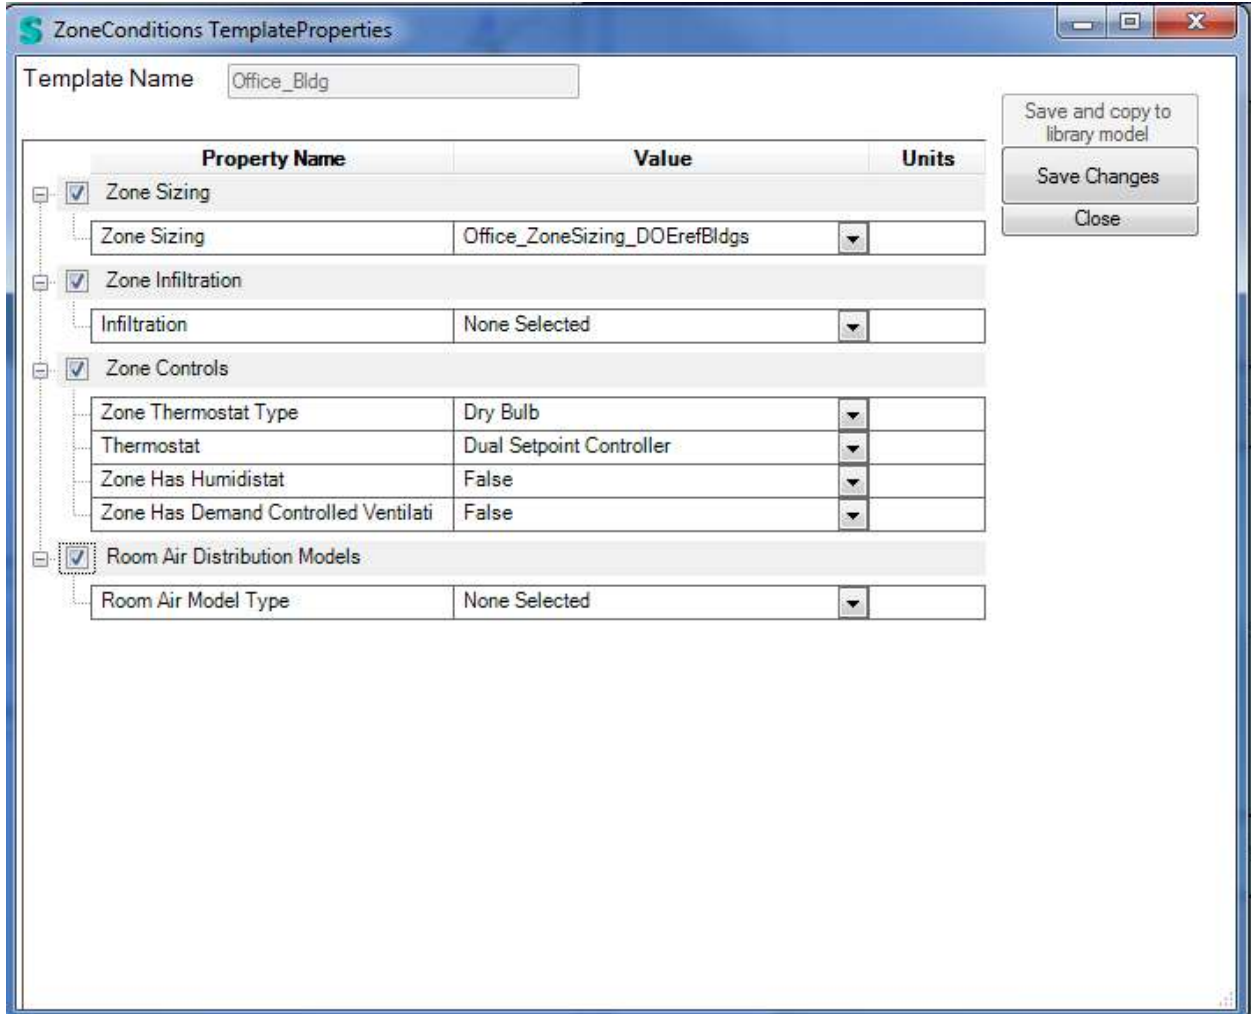 ZoneConditions TemplateProperties
Template Name Office_Bldg
Save and copy to
library model
Save Changes
Close
Property Name Value Units
Zone Sizing
Zone Sizing Office_ZoneSizing_DOErefBldgs
Zone Infiltration
Infiltration None Selected
Zone Controls
Zone Thermostat Type Dry Bulb
Thermostat Dual Setpoint Controller
Zone Has Humidistat False
Zone Has Demand Controlled Ventilati False
Room Air Distribution Models
Room Air Model Type None Selected